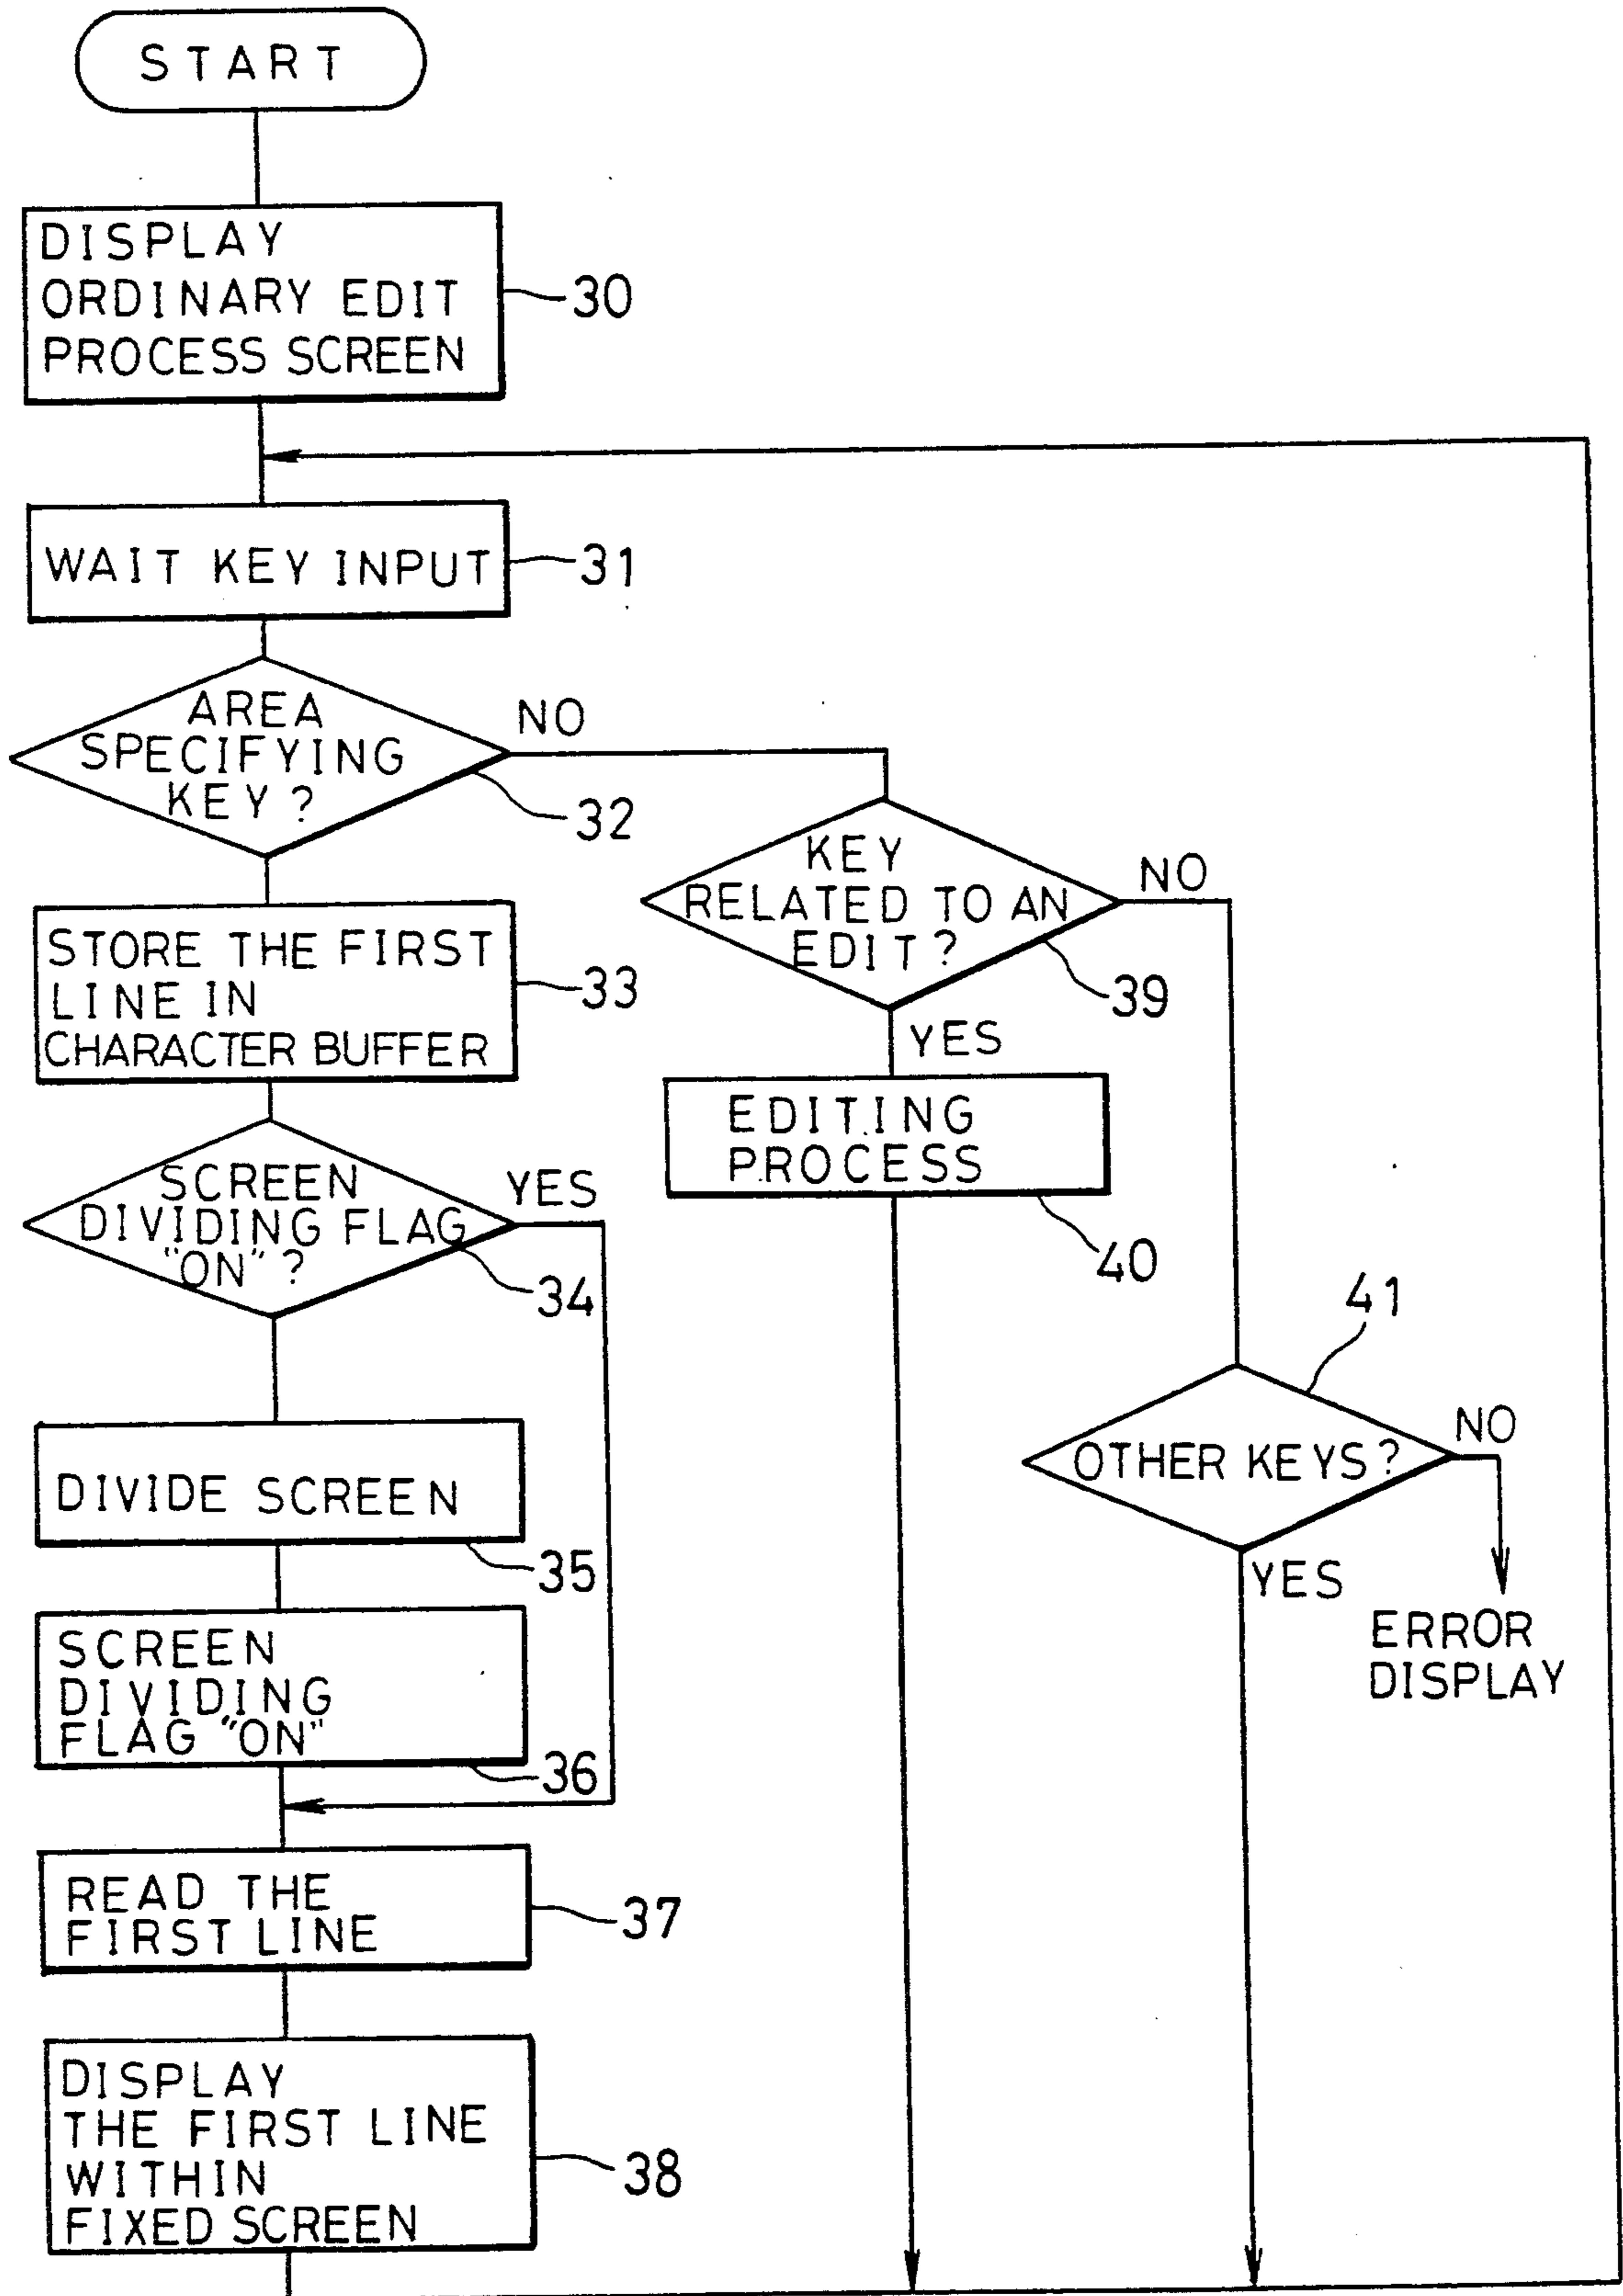 START
DISPLAY
ORDINARY EDIT
PROCESS SCREEN
30
WAIT KEY INPUT
31
AREA
SPECIFYING
KEY?
NO
32
STORE THE FIRST
LINE IN
CHARACTER BUFFER
33
SCREEN
DIVIDING FLAG
"ON"?
YES
34
DIVIDE SCREEN
35
SCREEN
DIVIDING
FLAG "ON"
36
READ THE
FIRST LINE
37
DISPLAY
THE FIRST LINE
WITHIN
FIXED SCREEN
38
KEY
RELATED TO AN
EDIT?
NO
39
YES
EDITING
PROCESS
40
41
OTHER KEYS?
NO
YES
ERROR
DISPLAY